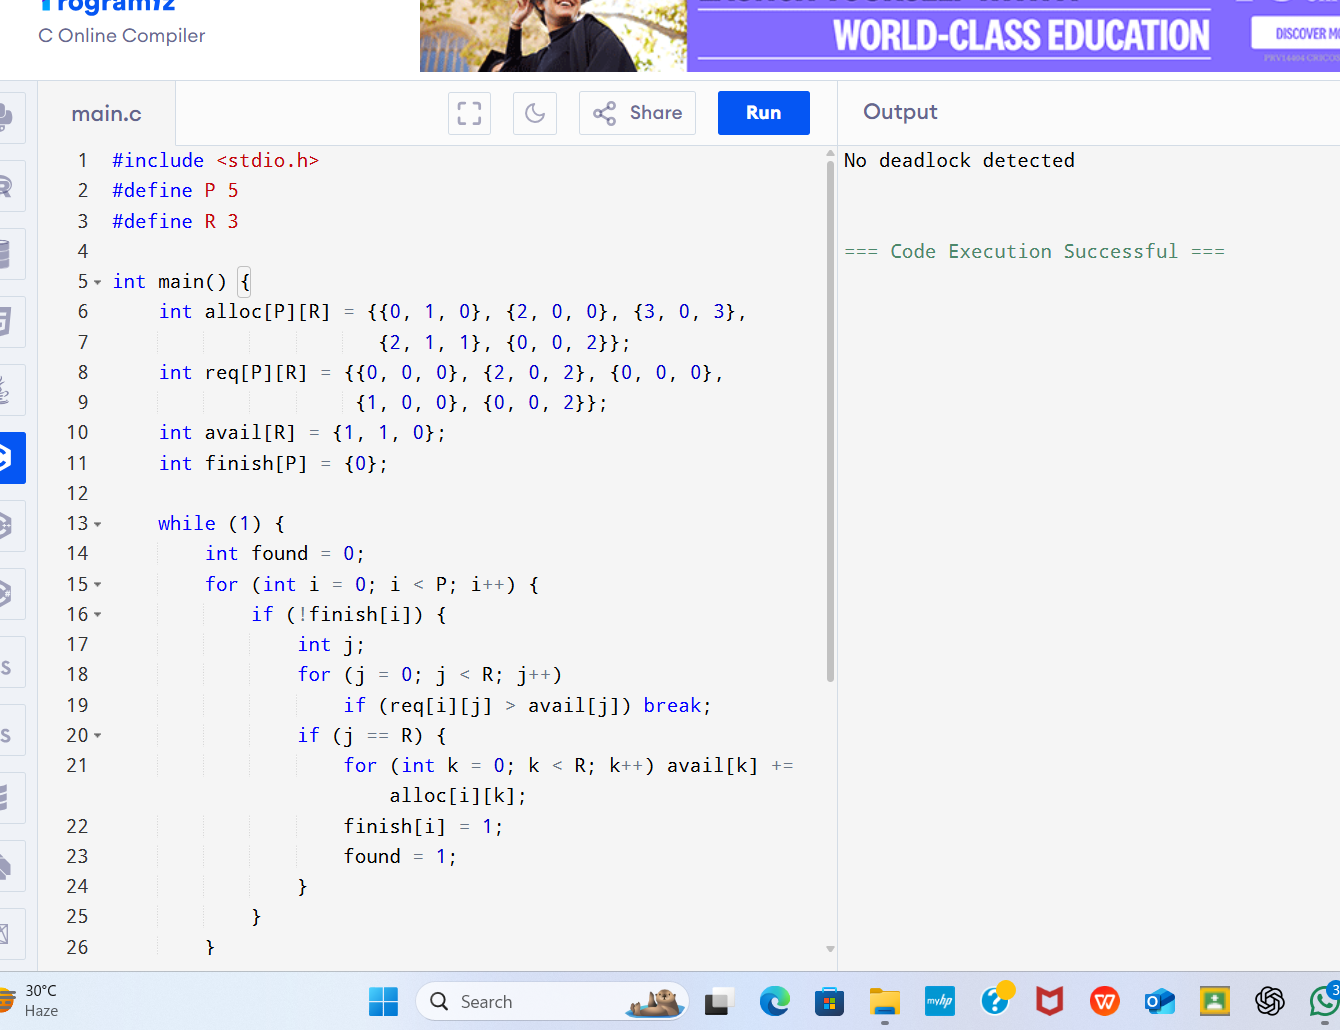 Programiz
C Online Compiler
WORLD-CLASS EDUCATION
main.c
Share
Run
Output
1 #include <stdio.h>
2 #define P 5
3 #define R 3
4
5 int main() {
6 int alloc[P][R] = {{0, 1, 0}, {2, 0, 0}, {3, 0, 3},
7 {2, 1, 1}, {0, 0, 2}};
8 int req[P][R] = {{0, 0, 0}, {2, 0, 2}, {0, 0, 0},
9 {1, 0, 0}, {0, 0, 2}};
10 int avail[R] = {1, 1, 0};
11 int finish[P] = {0};
12
13 while (1) {
14 int found = 0;
15 for (int i = 0; i < P; i++) {
16 if (!finish[i]) {
17 int j;
18 for (j = 0; j < R; j++)
19 if (req[i][j] > avail[j]) break;
20 if (j == R) {
21 for (int k = 0; k < R; k++) avail[k] +=
alloc[i][k];
22 finish[i] = 1;
23 found = 1;
24 }
25 }
26 }
No deadlock detected
=== Code Execution Successful ===
30°C
Haze
Search
myhp
3